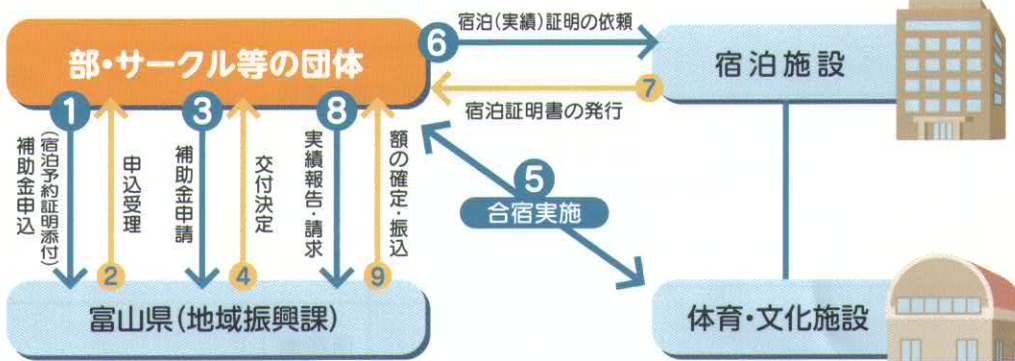 部・サークル等の団体
6
宿泊(実績)証明の依頼
宿泊施設
7
宿泊証明書の発行
1
補助金申込
(宿泊予約証明添付)
2
申込受理
3
補助金申請
4
交付決定
8
実績報告・請求
9
額の確定・振込
5
合宿実施
富山県(地域振興課)
体育・文化施設